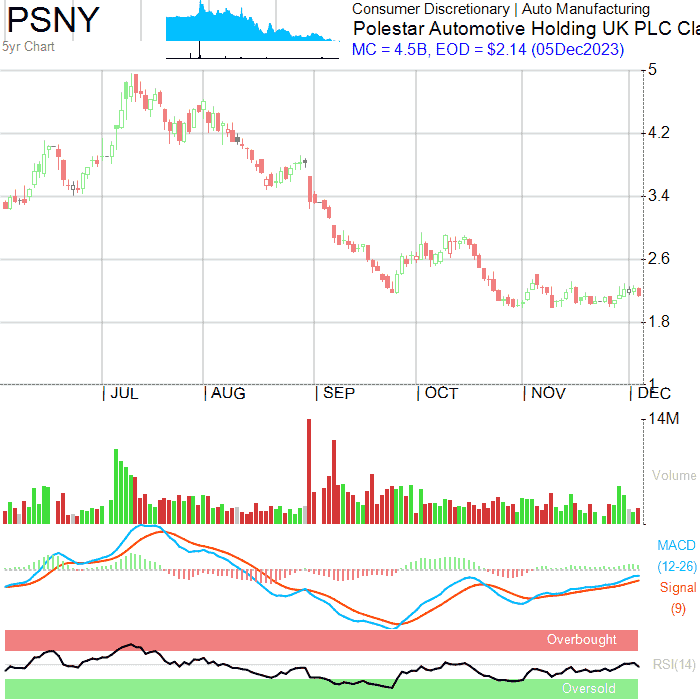 PSNY
5yr Chart
Consumer Discretionary | Auto Manufacturing
Polestar Automotive Holding UK PLC Cla
MC = 4.5B, EOD = $2.14 (05Dec2023)
5
4.2
3.4
2.6
1.8
1
| JUL | AUG | SEP | OCT | NOV | DEC
14M
Volume
MACD
(12-26)
Signal
(9)
Overbought
RSI(14)
Oversold